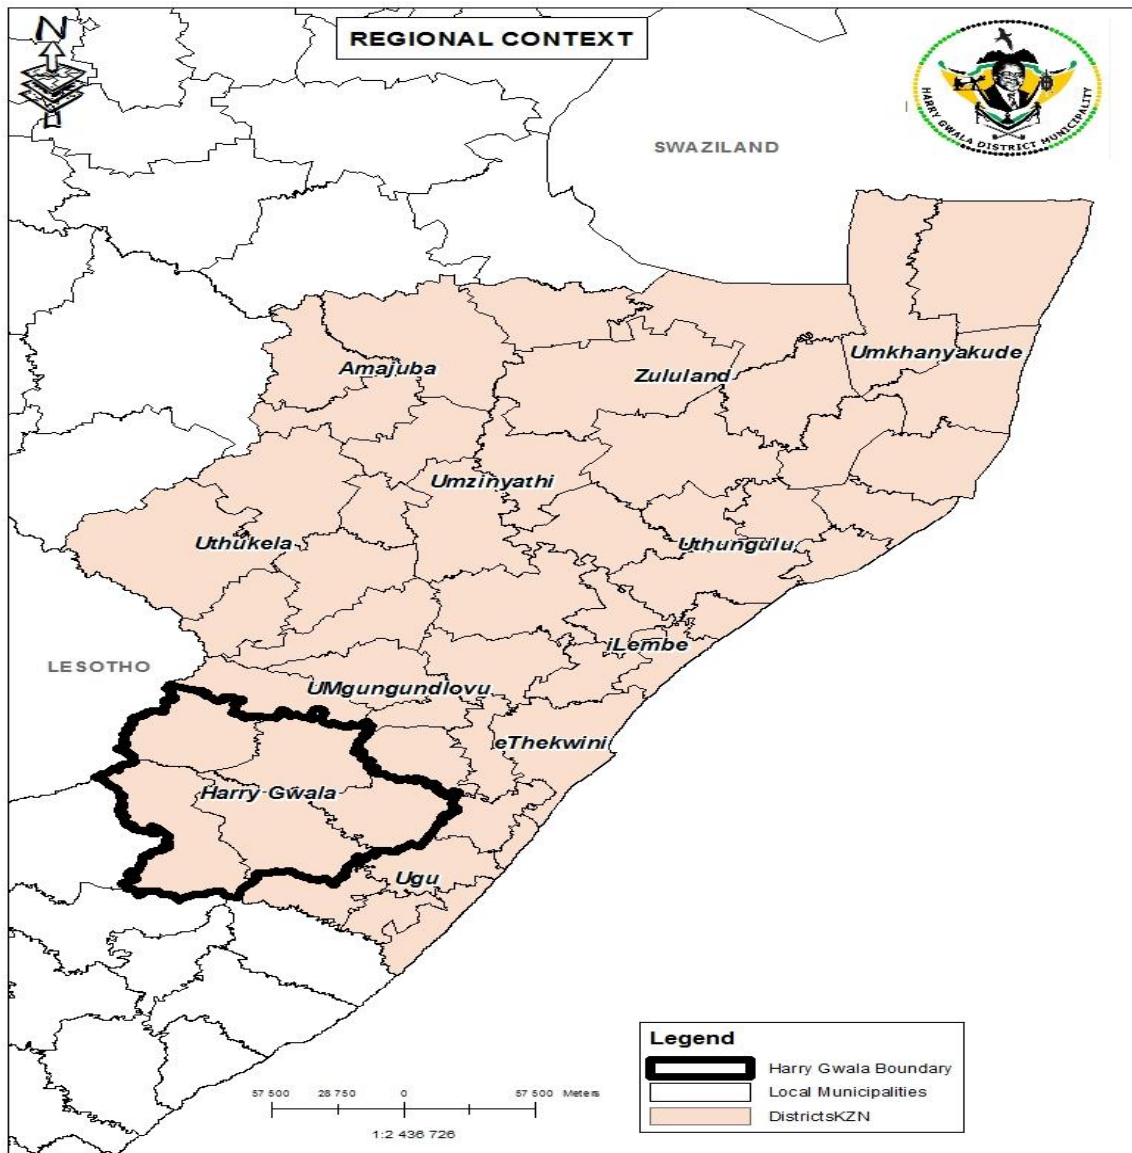 N
REGIONAL CONTEXT
HARRY GWALA DISTRICT MUNICIPALITY
SWAZILAND
Umkhanyakude
Amajuba
Zululand
Umzinyathi
Uthukela
Uthungulu
iLembe
LESOTHO
UMgungundlovu
eThekwini
Harry Gwala
Ugu
Legend
Harry Gwala Boundary
Local Municipalities
DistrictsKZN
57 500 28 750 0 57 500 Meters
1:2 436 726